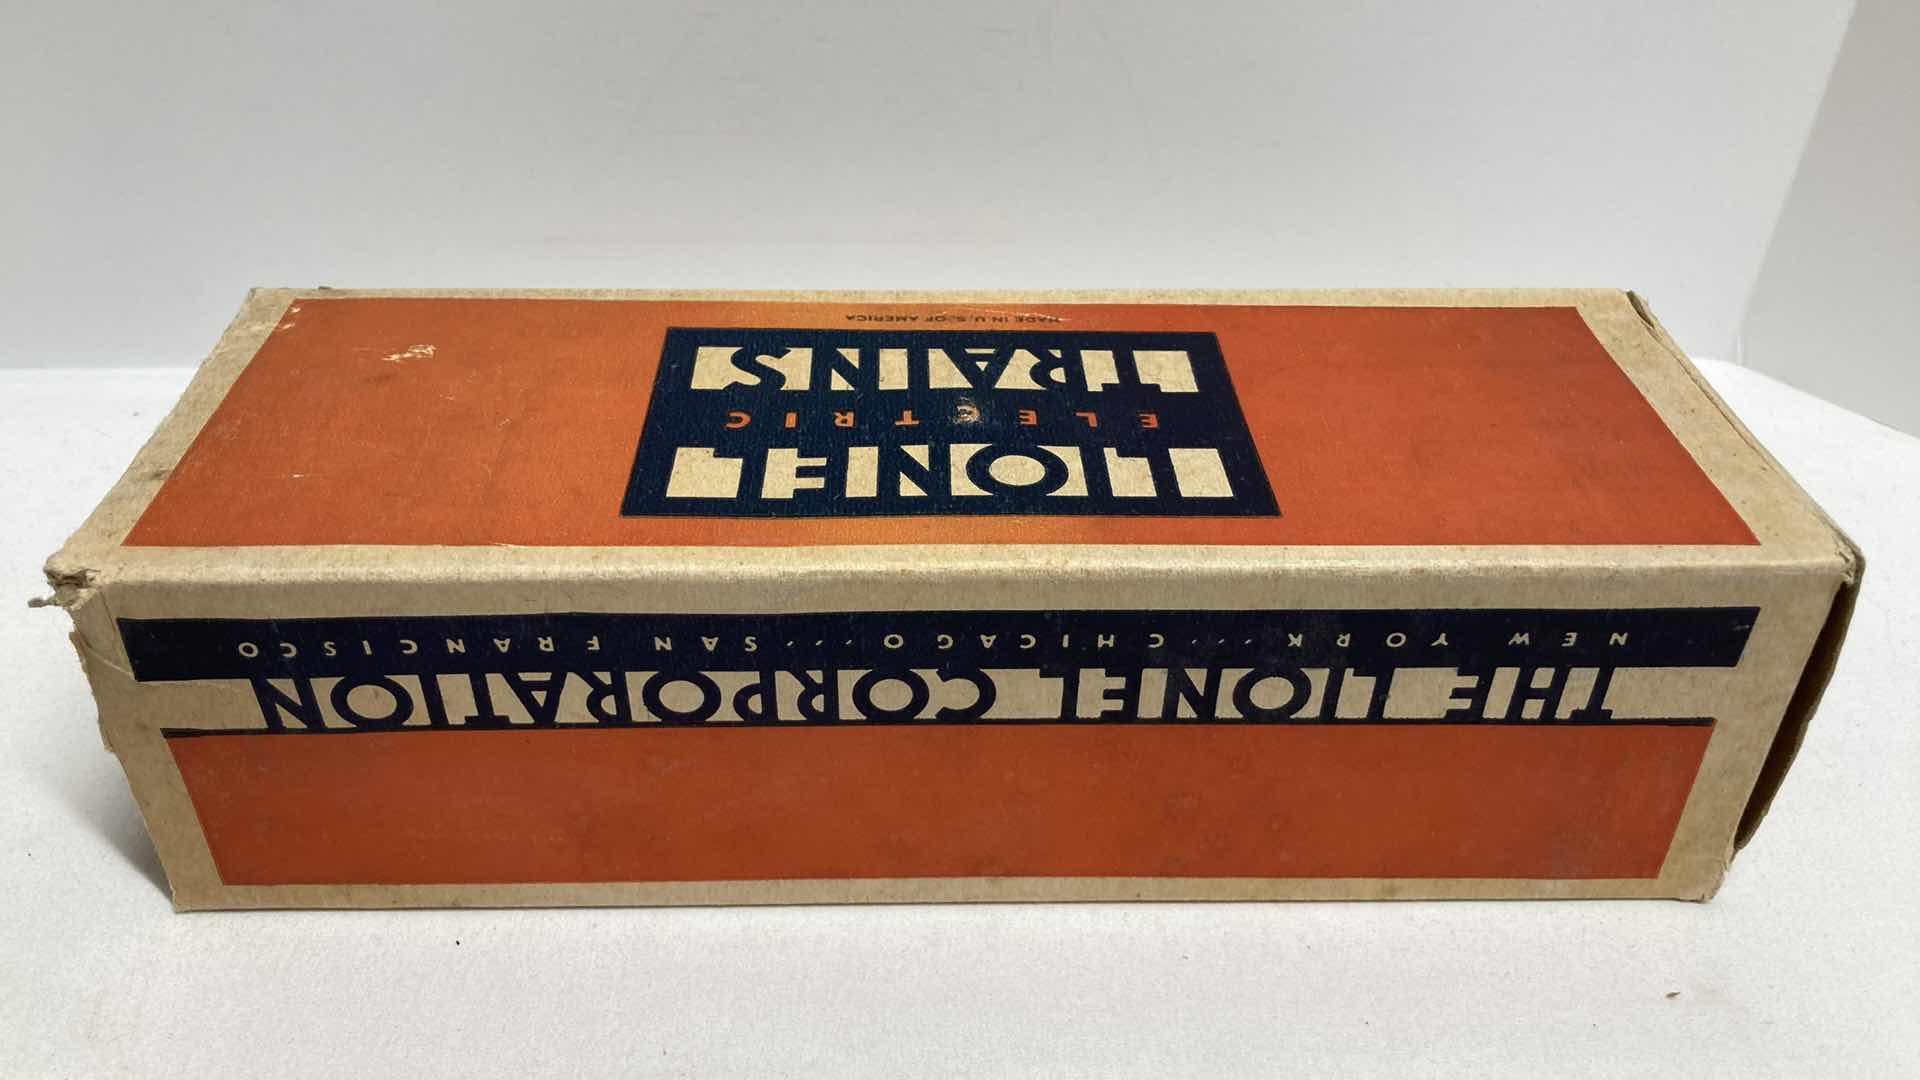 LIONEL
ELECTRIC
TRAINS
MADE IN U.S. OF AMERICA
THE LIONEL CORPORATION
NEW YORK....CHICAGO....SAN FRANCISCO